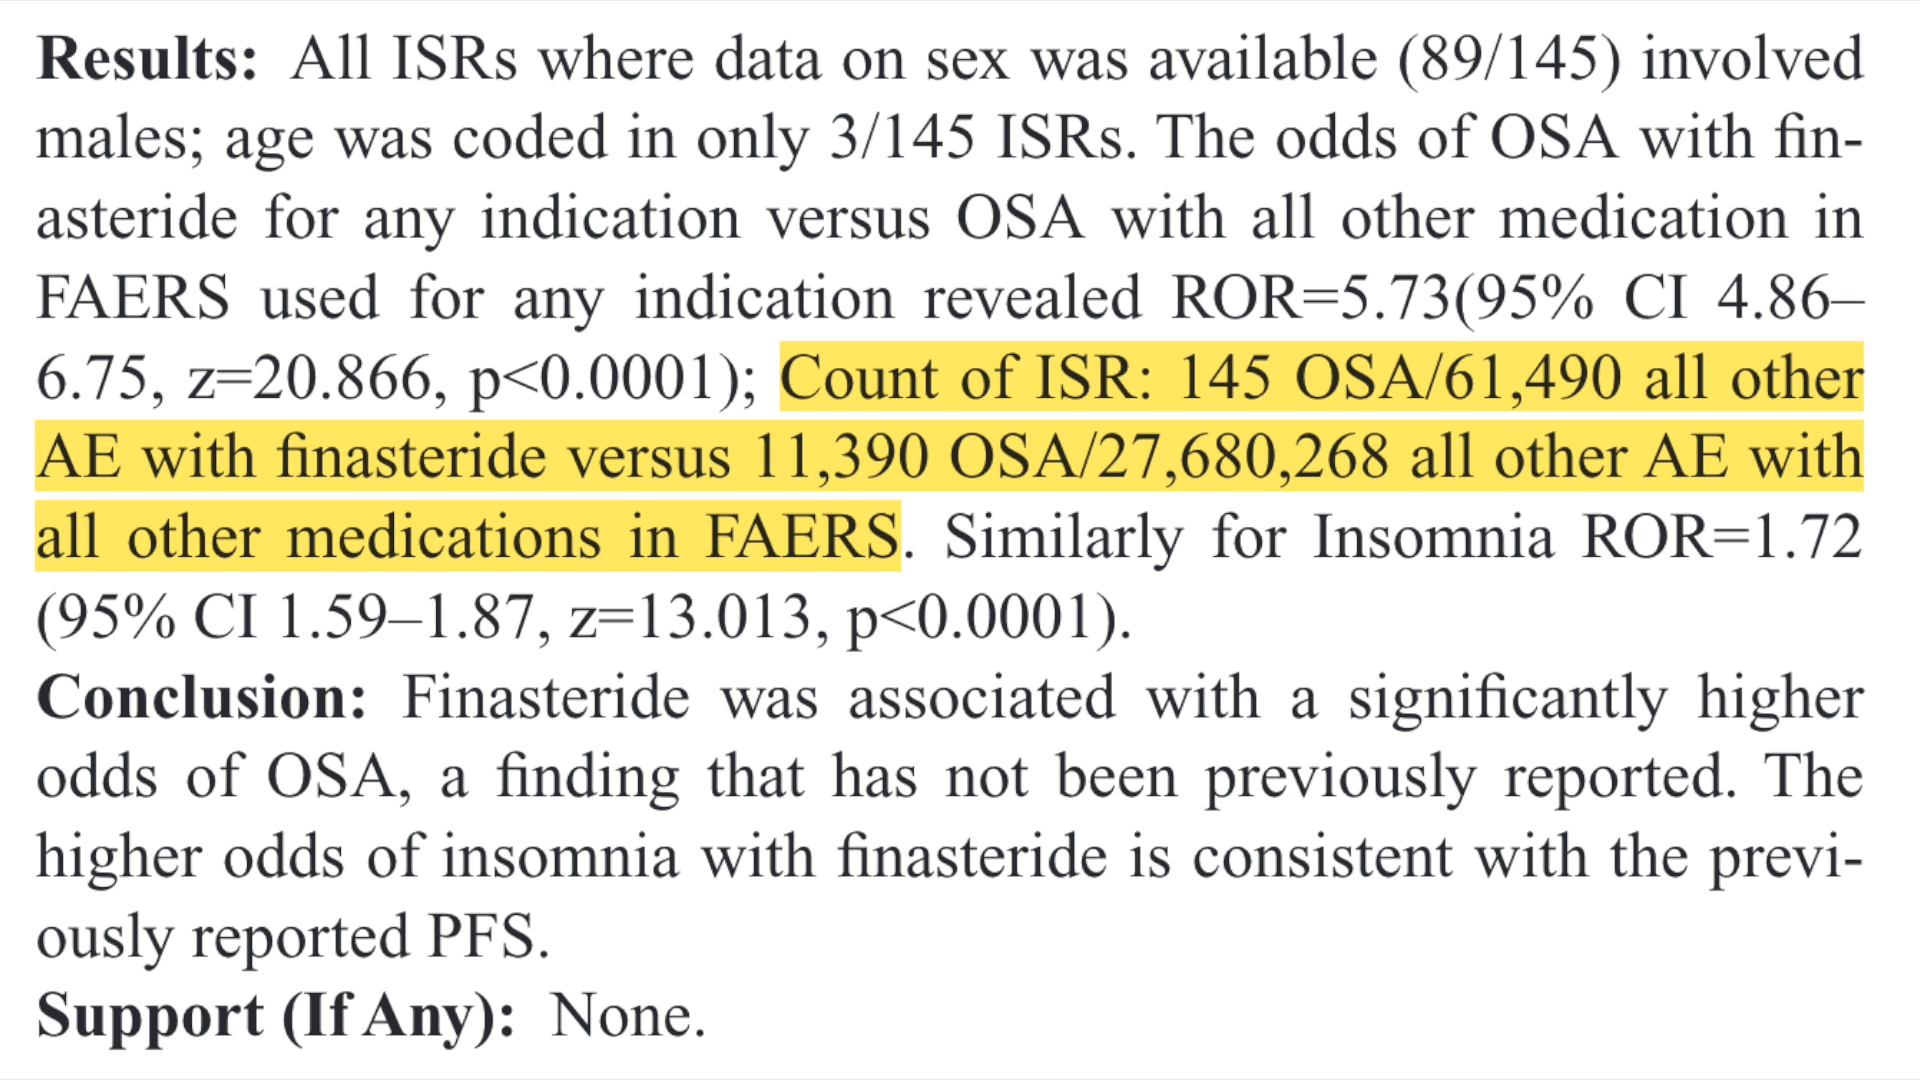 Results: All ISRs where data on sex was available (89/145) involved
males; age was coded in only 3/145 ISRs. The odds of OSA with fin-
asteride for any indication versus OSA with all other medication in
FAERS used for any indication revealed ROR=5.73(95% CI 4.86–
6.75, z=20.866, p<0.0001); Count of ISR: 145 OSA/61,490 all other
AE with finasteride versus 11,390 OSA/27,680,268 all other AE with
all other medications in FAERS. Similarly for Insomnia ROR=1.72
(95% CI 1.59–1.87, z=13.013, p<0.0001).
Conclusion: Finasteride was associated with a significantly higher
odds of OSA, a finding that has not been previously reported. The
higher odds of insomnia with finasteride is consistent with the previ-
ously reported PFS.
Support (If Any): None.